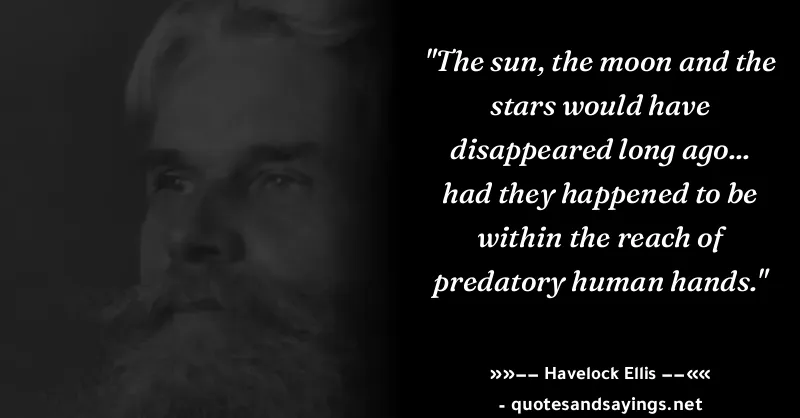 "The sun, the moon and the
stars would have
disappeared long ago...
had they happened to be
within the reach of
predatory human hands."
»»−− Havelock Ellis −−««
- quotesandsayings.net